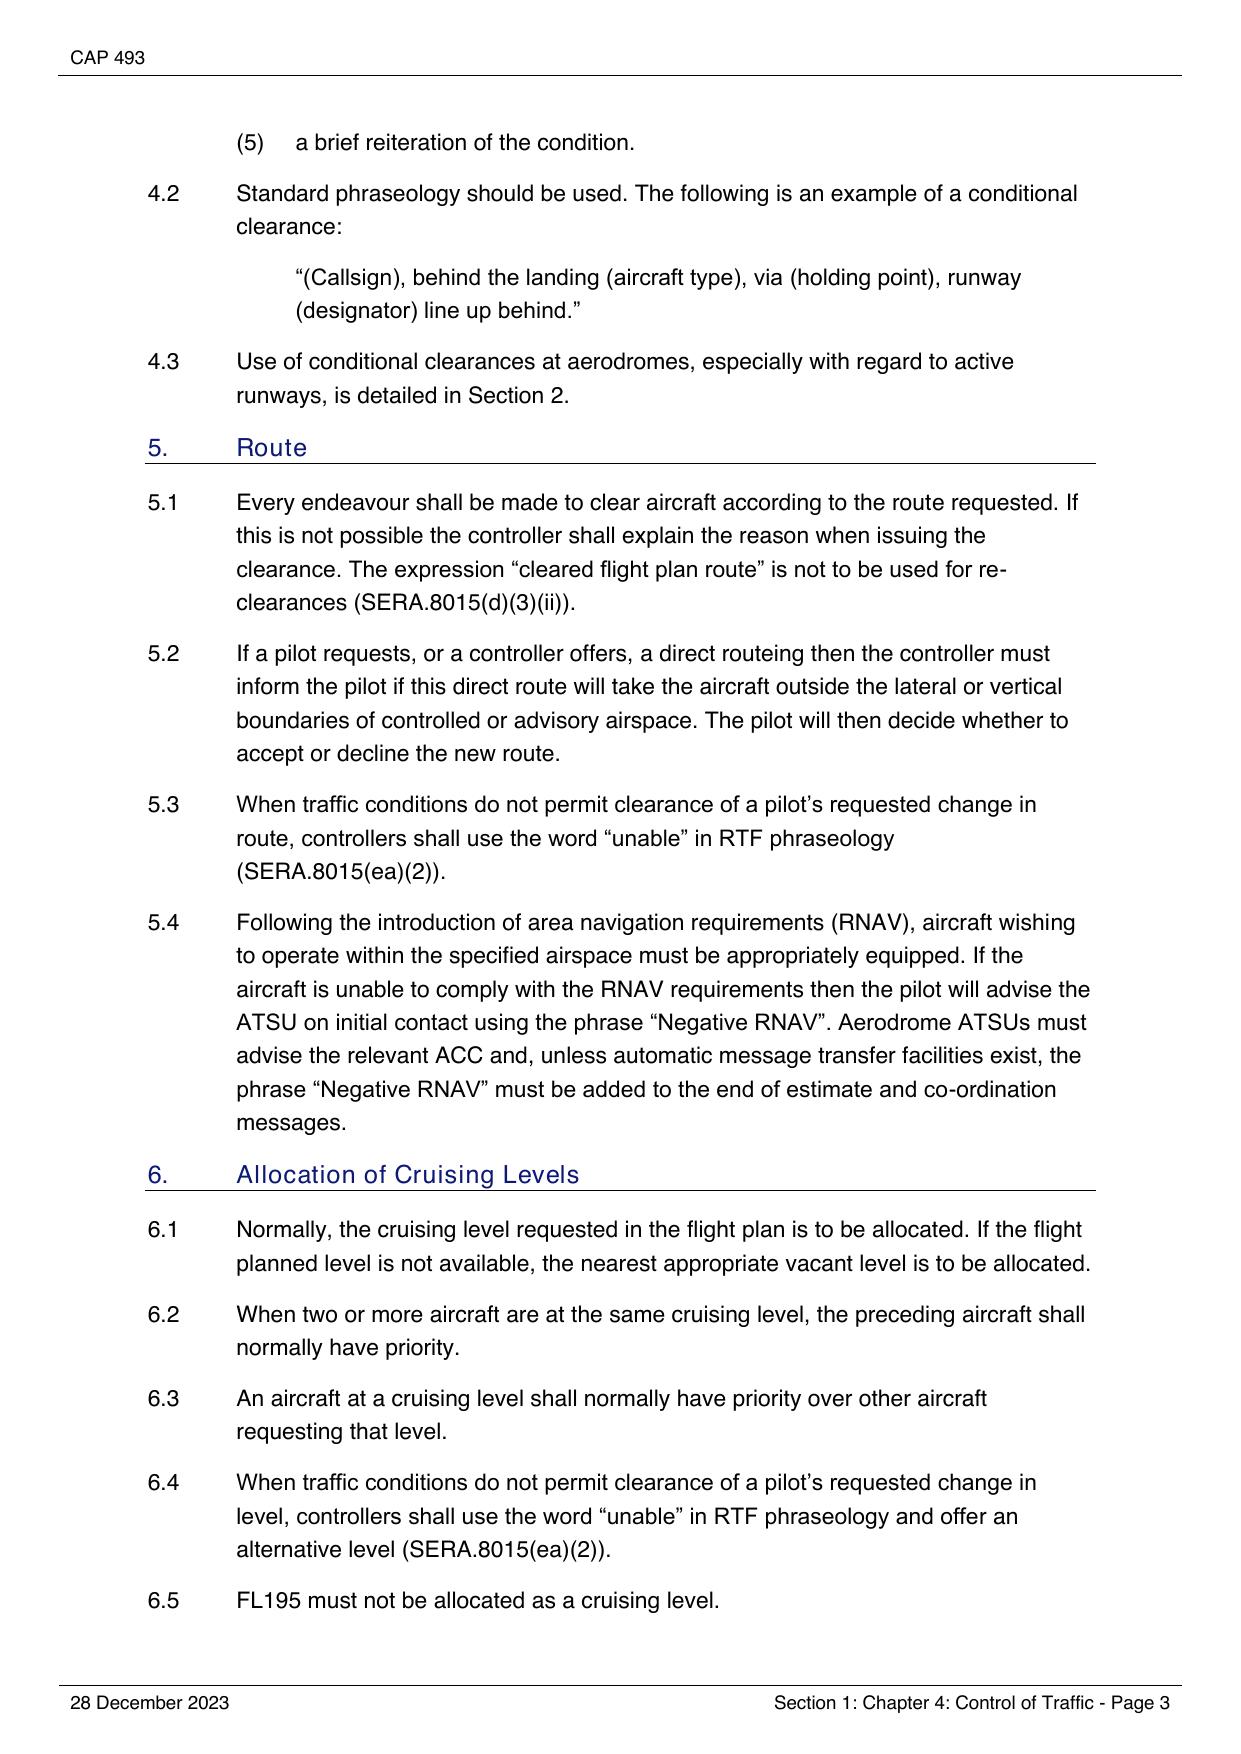 CAP 493
(5) a brief reiteration of the condition.
4.2 Standard phraseology should be used. The following is an example of a conditional
clearance:
“(Callsign), behind the landing (aircraft type), via (holding point), runway
(designator) line up behind.”
4.3 Use of conditional clearances at aerodromes, especially with regard to active
runways, is detailed in Section 2.
5. Route
5.1 Every endeavour shall be made to clear aircraft according to the route requested. If
this is not possible the controller shall explain the reason when issuing the
clearance. The expression “cleared flight plan route” is not to be used for re-
clearances (SERA.8015(d)(3)(ii)).
5.2 If a pilot requests, or a controller offers, a direct routeing then the controller must
inform the pilot if this direct route will take the aircraft outside the lateral or vertical
boundaries of controlled or advisory airspace. The pilot will then decide whether to
accept or decline the new route.
5.3 When traffic conditions do not permit clearance of a pilot’s requested change in
route, controllers shall use the word “unable” in RTF phraseology
(SERA.8015(ea)(2)).
5.4 Following the introduction of area navigation requirements (RNAV), aircraft wishing
to operate within the specified airspace must be appropriately equipped. If the
aircraft is unable to comply with the RNAV requirements then the pilot will advise the
ATSU on initial contact using the phrase “Negative RNAV”. Aerodrome ATSUs must
advise the relevant ACC and, unless automatic message transfer facilities exist, the
phrase “Negative RNAV” must be added to the end of estimate and co-ordination
messages.
6. Allocation of Cruising Levels
6.1 Normally, the cruising level requested in the flight plan is to be allocated. If the flight
planned level is not available, the nearest appropriate vacant level is to be allocated.
6.2 When two or more aircraft are at the same cruising level, the preceding aircraft shall
normally have priority.
6.3 An aircraft at a cruising level shall normally have priority over other aircraft
requesting that level.
6.4 When traffic conditions do not permit clearance of a pilot’s requested change in
level, controllers shall use the word “unable” in RTF phraseology and offer an
alternative level (SERA.8015(ea)(2)).
6.5 FL195 must not be allocated as a cruising level.
28 December 2023 Section 1: Chapter 4: Control of Traffic - Page 3